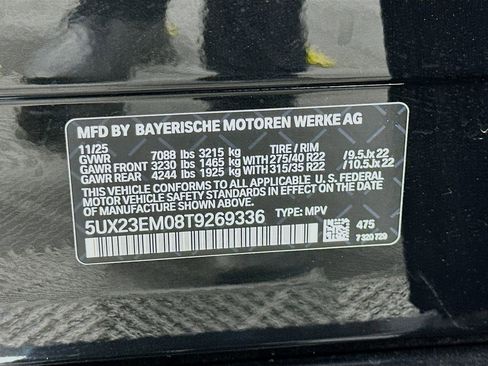 MFD BY BAYERISCHE MOTOREN WERKE AG
11/25 TIRE / RIM
GVWR 7088 lbs 3215 kg
GAWR FRONT 3230 lbs 1465 kg WITH 275/40 R22 /9.5Jx22
GAWR REAR 4244 lbs 1925 kg WITH 315/35 R22 /10.5Jx22
THIS VEHICLE CONFORMS TO ALL APPLICABLE U. S. FEDERAL
MOTOR VEHICLE SAFETY STANDARDS IN EFFECT ON THE
DATE OF MANUFACTURE SHOWN ABOVE.
5UX23EM08T9269336 TYPE: MPV
475
7 320 729